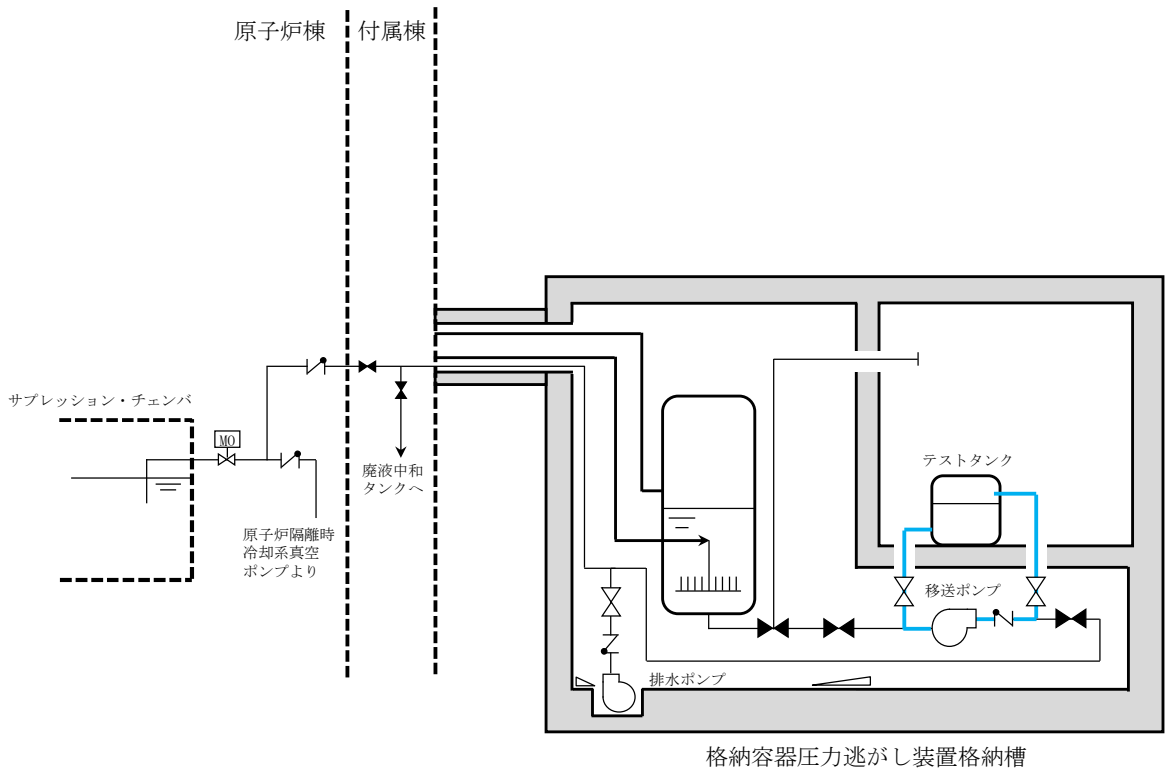 原子炉棟
付属棟
サプレッション・チェンバ
MO
廃液中和
タンクへ
原子炉隔離時
冷却系真空
ポンプより
テストタンク
移送ポンプ
排水ポンプ
格納容器圧力逃がし装置格納槽